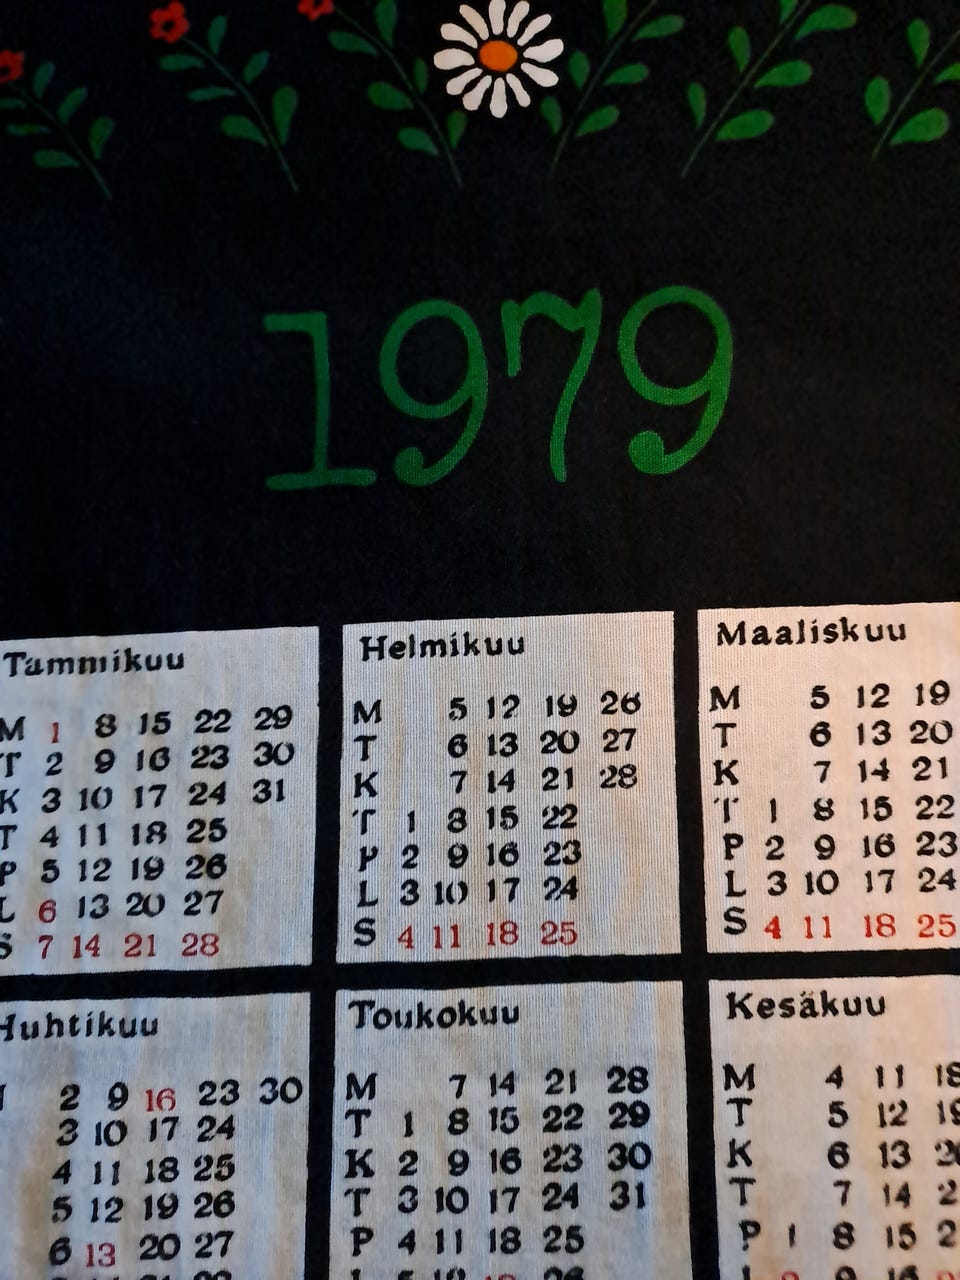 1979
Tammikuu
M 1 8 15 22 29
T 2 9 16 23 30
K 3 10 17 24 31
T 4 11 18 25
P 5 12 19 26
L 6 13 20 27
S 7 14 21 28
Helmikuu
M 5 12 19 26
T 6 13 20 27
K 7 14 21 28
T 1 8 15 22
P 2 9 16 23
L 3 10 17 24
S 4 11 18 25
Maaliskuu
M 5 12 19
T 6 13 20
K 7 14 21
T 1 8 15 22
P 2 9 16 23
L 3 10 17 24
S 4 11 18 25
Huhtikuu
2 9 16 23 30
3 10 17 24
4 11 18 25
5 12 19 26
6 13 20 27
Toukokuu
M 7 14 21 28
T 1 8 15 22 29
K 2 9 16 23 30
T 3 10 17 24 31
P 4 11 18 25
Kesäkuu
M 4 11 18
T 5 12 19
K 6 13 20
T 7 14
P 1 8 15